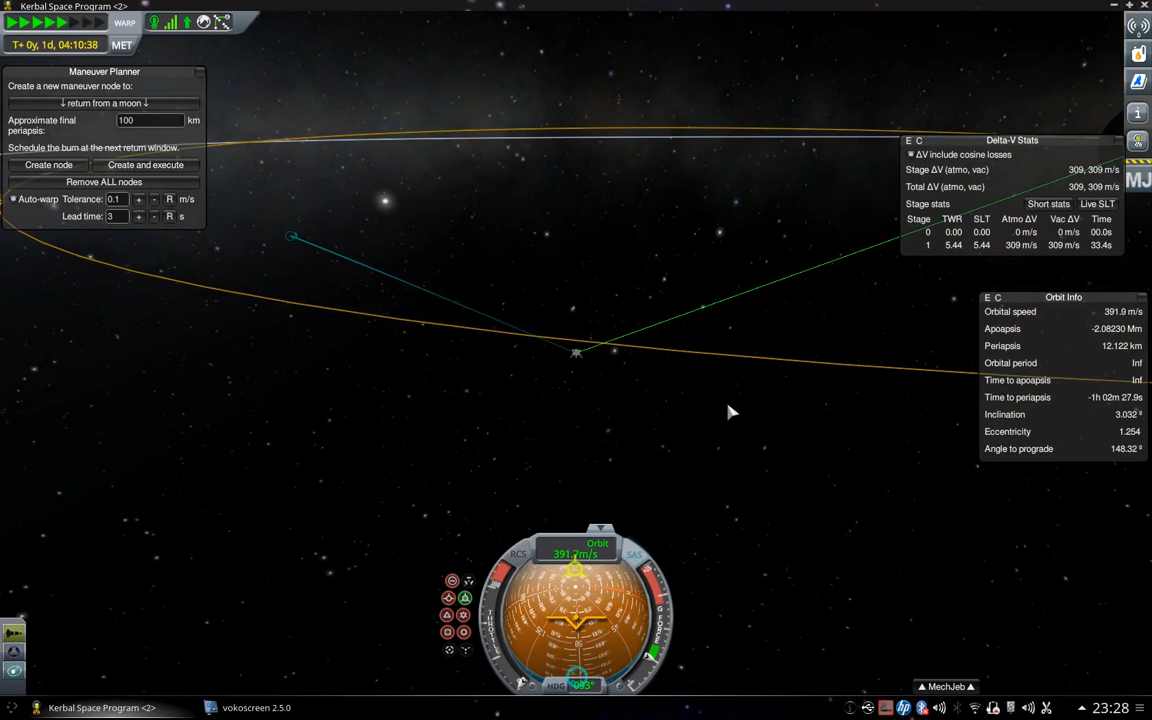 Kerbal Space Program <2>
WARP
T+ 0y, 1d, 04:10:38
MET
Maneuver Planner
Create a new maneuver node to:
↓ return from a moon ↓
Approximate final periapsis:
100
km
Schedule the burn at the next return window.
Create node
Create and execute
Remove ALL nodes
Auto-warp Tolerance: 0.1 + - R m/s
Lead time: 3 + - R s
E C Delta-V Stats
ΔV include cosine losses
Stage ΔV (atmo, vac) 309, 309 m/s
Total ΔV (atmo, vac) 309, 309 m/s
Stage stats Short stats Live SLT
Stage TWR SLT Atmo ΔV Vac ΔV Time
0 0.00 0.00 0 m/s 0 m/s 00.0s
1 5.44 5.44 309 m/s 309 m/s 33.4s
MJ
E C Orbit Info
Orbital speed 391.9 m/s
Apoapsis -2.08230 Mm
Periapsis 12.122 km
Orbital period Inf
Time to apoapsis Inf
Time to periapsis -1h 02m 27.9s
Inclination 3.032 º
Eccentricity 1.254
Angle to prograde 148.32 º
Orbit
RCS
391.7m/s
SAS
THROTTLE
G FORCE
HDG 093°
▲ MechJeb ▲
Kerbal Space Program <2>
vokoscreen 2.5.0
23:28